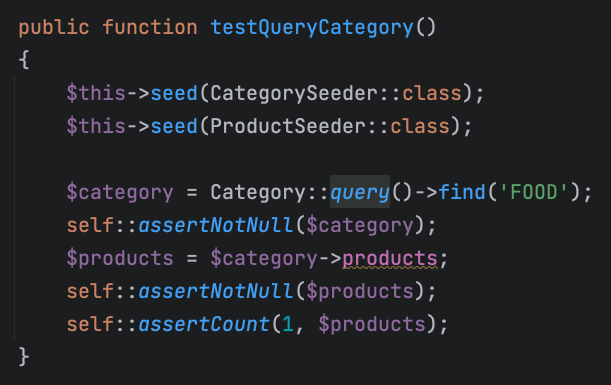 public function testQueryCategory()
{
$this->seed(CategorySeeder::class);
$this->seed(ProductSeeder::class);
$category = Category::query()->find('FOOD');
self::assertNotNull($category);
$products = $category->products;
self::assertNotNull($products);
self::assertCount(1, $products);
}